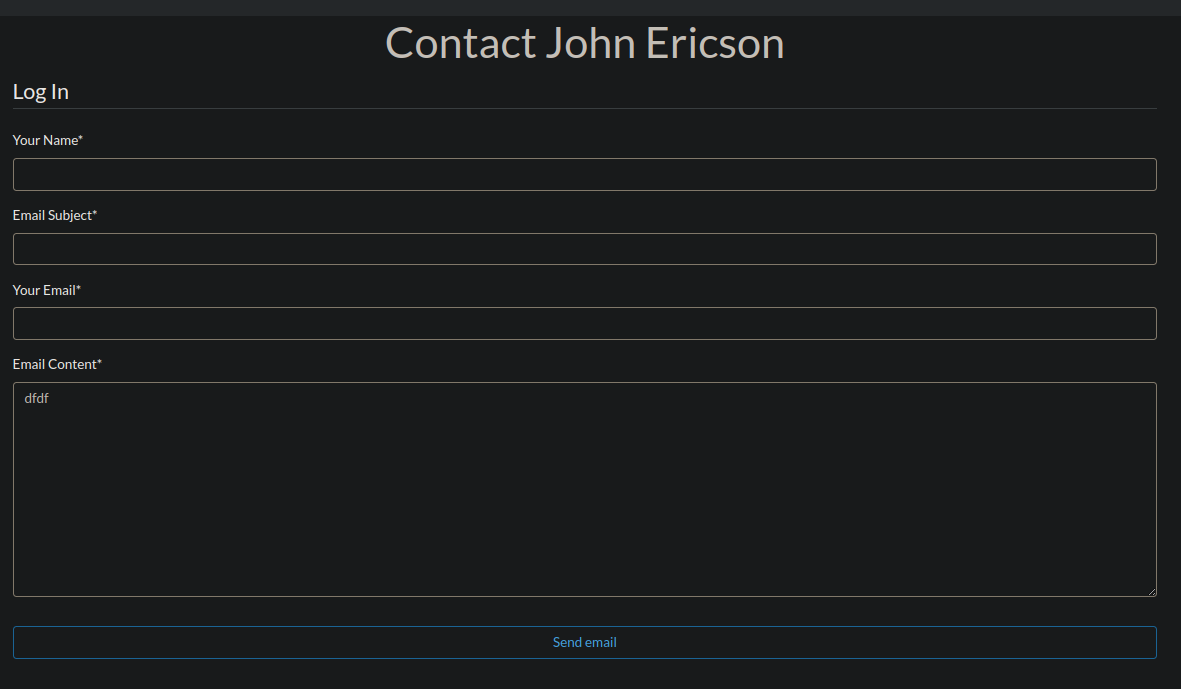 Contact John Ericson
Log In
Your Name*
Email Subject*
Your Email*
Email Content*
dfdf
Send email